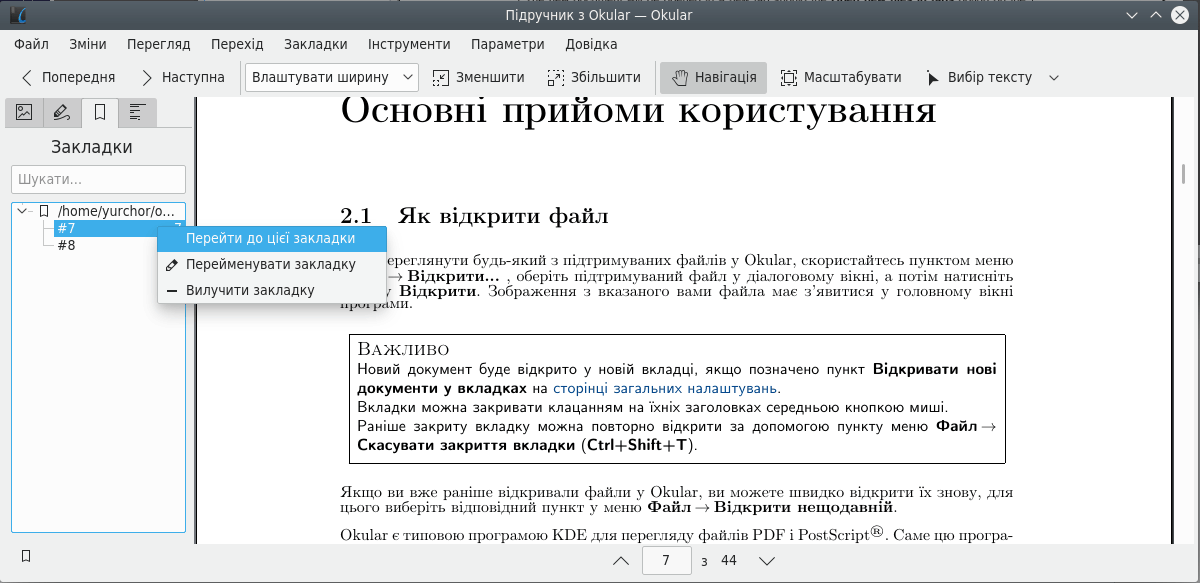 Підручник з Okular — Okular
Файл Зміни Перегляд Перехід Закладки Інструменти Параметри Довідка
Попередня Наступна Влаштувати ширину Зменшити Збільшити Навігація Масштабувати Вибір тексту
Закладки
Шукати...
/home/yurchor/o...
#7 7
#8
Перейти до цієї закладки
Перейменувати закладку
Вилучити закладку
Основні прийоми користування
2.1 Як відкрити файл
ереглянути будь-який з підтримуваних файлів у Okular, скористайтесь пунктом меню
→ Відкрити... , оберіть підтримуваний файл у діалоговому вікні, а потім натисніть
у Відкрити. Зображення з вказаного вами файла має з’явитися у головному вікні
програми.
Важливо
Новий документ буде відкрито у новій вкладці, якщо позначено пункт Відкривати нові
документи у вкладках на сторінці загальних налаштувань.
Вкладки можна закривати клацанням на їхніх заголовках середньою кнопкою миші.
Раніше закриту вкладку можна повторно відкрити за допомогою пункту меню Файл →
Скасувати закриття вкладки (Ctrl+Shift+T).
Якщо ви вже раніше відкривали файли у Okular, ви можете швидко відкрити їх знову, для
цього виберіть відповідний пункт у меню Файл → Відкрити нещодавній.
Okular є типовою програмою KDE для перегляду файлів PDF і PostScript®. Саме цю програ-
7 з 44